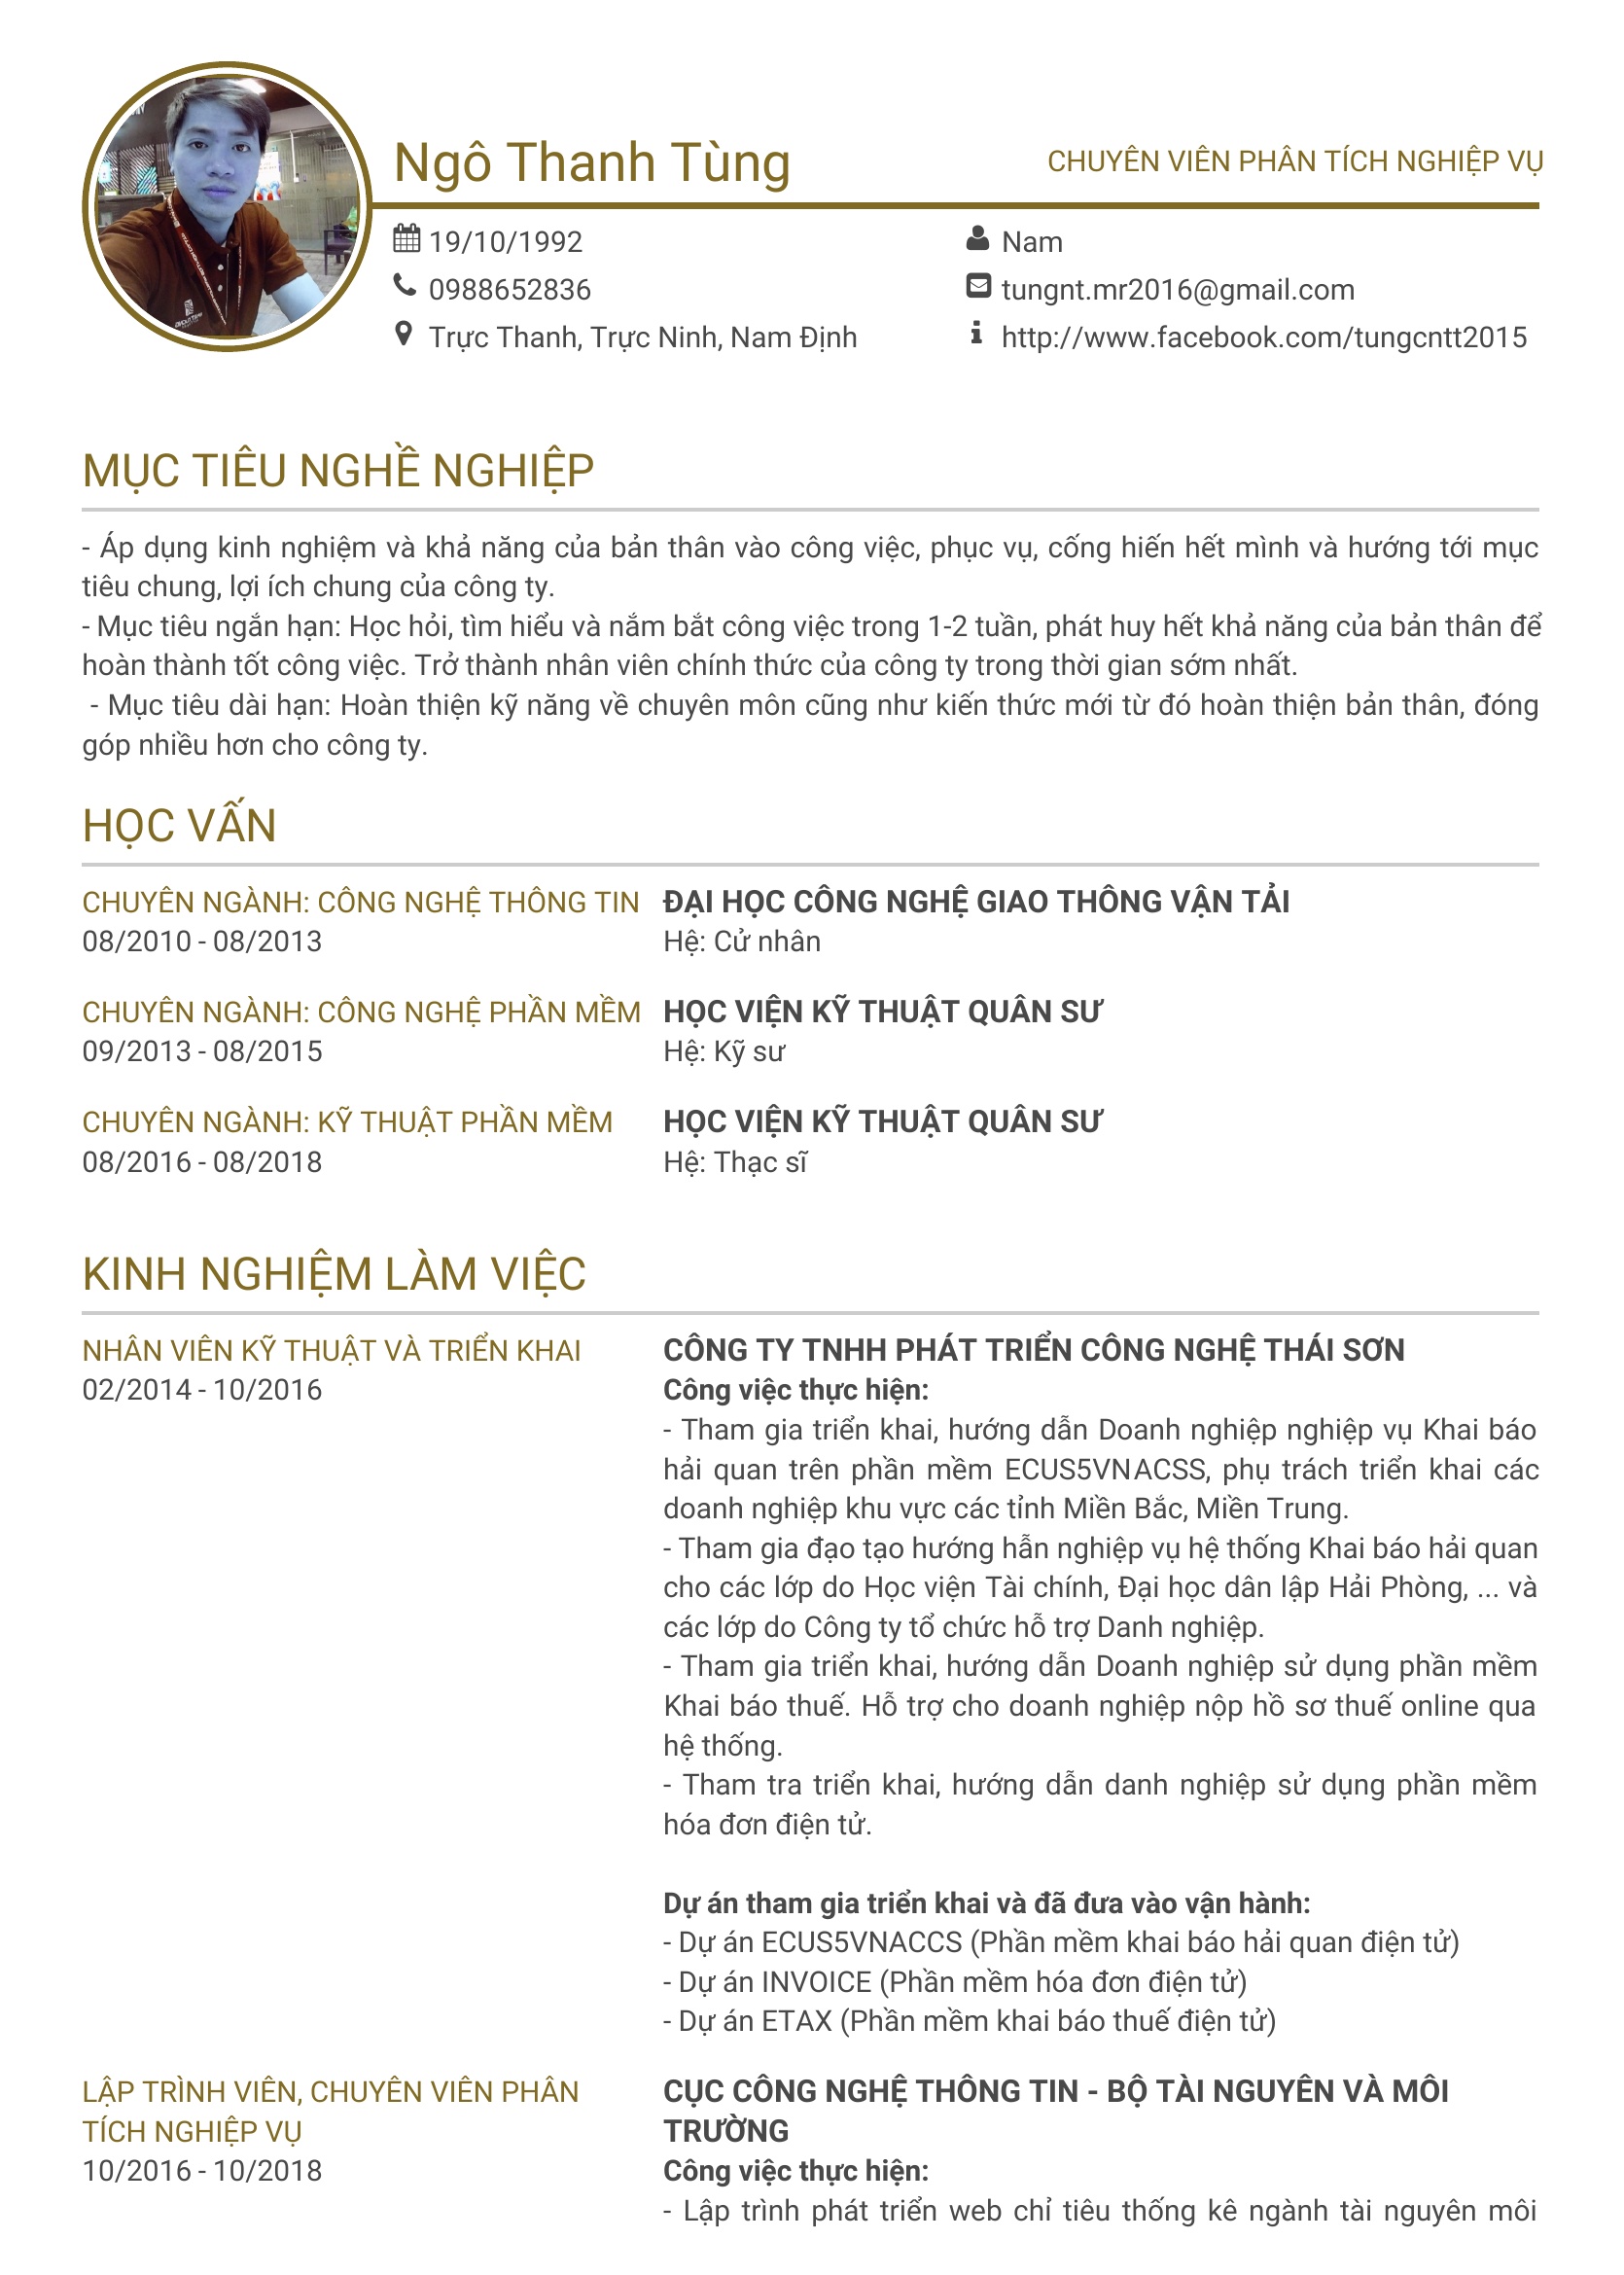 Ngô Thanh Tùng
CHUYÊN VIÊN PHÂN TÍCH NGHIỆP VỤ
19/10/1992
Nam
0988652836
tungnt.mr2016@gmail.com
Trực Thanh, Trực Ninh, Nam Định
http://www.facebook.com/tungcntt2015
MỤC TIÊU NGHỀ NGHIỆP
- Áp dụng kinh nghiệm và khả năng của bản thân vào công việc, phục vụ, cống hiến hết mình và hướng tới mục
tiêu chung, lợi ích chung của công ty.
- Mục tiêu ngắn hạn: Học hỏi, tìm hiểu và nắm bắt công việc trong 1-2 tuần, phát huy hết khả năng của bản thân để
hoàn thành tốt công việc. Trở thành nhân viên chính thức của công ty trong thời gian sớm nhất.
- Mục tiêu dài hạn: Hoàn thiện kỹ năng về chuyên môn cũng như kiến thức mới từ đó hoàn thiện bản thân, đóng
góp nhiều hơn cho công ty.
HỌC VẤN
CHUYÊN NGÀNH: CÔNG NGHỆ THÔNG TIN
08/2010 - 08/2013
ĐẠI HỌC CÔNG NGHỆ GIAO THÔNG VẬN TẢI
Hệ: Cử nhân
CHUYÊN NGÀNH: CÔNG NGHỆ PHẦN MỀM
09/2013 - 08/2015
HỌC VIỆN KỸ THUẬT QUÂN SƯ
Hệ: Kỹ sư
CHUYÊN NGÀNH: KỸ THUẬT PHẦN MỀM
08/2016 - 08/2018
HỌC VIỆN KỸ THUẬT QUÂN SƯ
Hệ: Thạc sĩ
KINH NGHIỆM LÀM VIỆC
NHÂN VIÊN KỸ THUẬT VÀ TRIỂN KHAI
02/2014 - 10/2016
CÔNG TY TNHH PHÁT TRIỂN CÔNG NGHỆ THÁI SƠN
Công việc thực hiện:
- Tham gia triển khai, hướng dẫn Doanh nghiệp nghiệp vụ Khai báo
hải quan trên phần mềm ECUS5VNACSS, phụ trách triển khai các
doanh nghiệp khu vực các tỉnh Miền Bắc, Miền Trung.
- Tham gia đạo tạo hướng hẫn nghiệp vụ hệ thống Khai báo hải quan
cho các lớp do Học viện Tài chính, Đại học dân lập Hải Phòng, ... và
các lớp do Công ty tổ chức hỗ trợ Danh nghiệp.
- Tham gia triển khai, hướng dẫn Doanh nghiệp sử dụng phần mềm
Khai báo thuế. Hỗ trợ cho doanh nghiệp nộp hồ sơ thuế online qua
hệ thống.
- Tham tra triển khai, hướng dẫn danh nghiệp sử dụng phần mềm
hóa đơn điện tử.
Dự án tham gia triển khai và đã đưa vào vận hành:
- Dự án ECUS5VNACCS (Phần mềm khai báo hải quan điện tử)
- Dự án INVOICE (Phần mềm hóa đơn điện tử)
- Dự án ETAX (Phần mềm khai báo thuế điện tử)
LẬP TRÌNH VIÊN, CHUYÊN VIÊN PHÂN
TÍCH NGHIỆP VỤ
10/2016 - 10/2018
CỤC CÔNG NGHỆ THÔNG TIN - BỘ TÀI NGUYÊN VÀ MÔI
TRƯỜNG
Công việc thực hiện:
- Lập trình phát triển web chỉ tiêu thống kê ngành tài nguyên môi